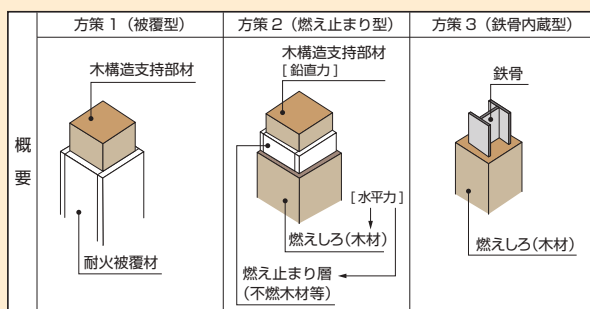 方策1（被覆型）
方策2（燃え止まり型）
方策3（鉄骨内蔵型）
概要
木構造支持部材
耐火被覆材
木構造支持部材
[鉛直力]
[水平力]
燃えしろ（木材）
燃え止まり層
（不燃木材等）
鉄骨
燃えしろ（木材）